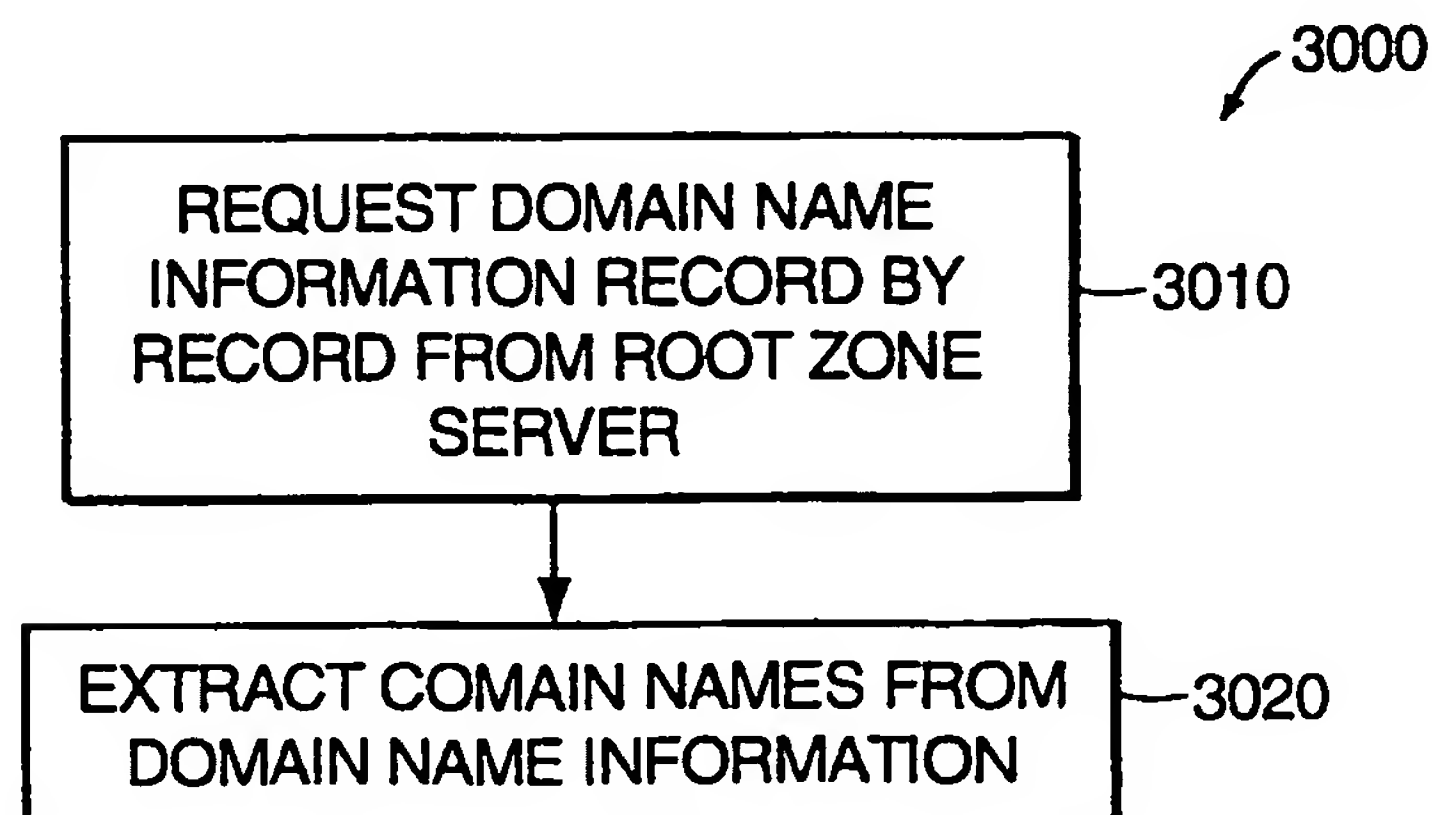 3000
REQUEST DOMAIN NAME
INFORMATION RECORD BY
RECORD FROM ROOT ZONE
SERVER
3010
EXTRACT COMAIN NAMES FROM
DOMAIN NAME INFORMATION
3020